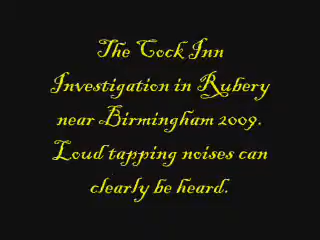 The Cock Inn
Investigation in Rubery
near Birmingham 2009.
Loud tapping noises can
clearly be heard.